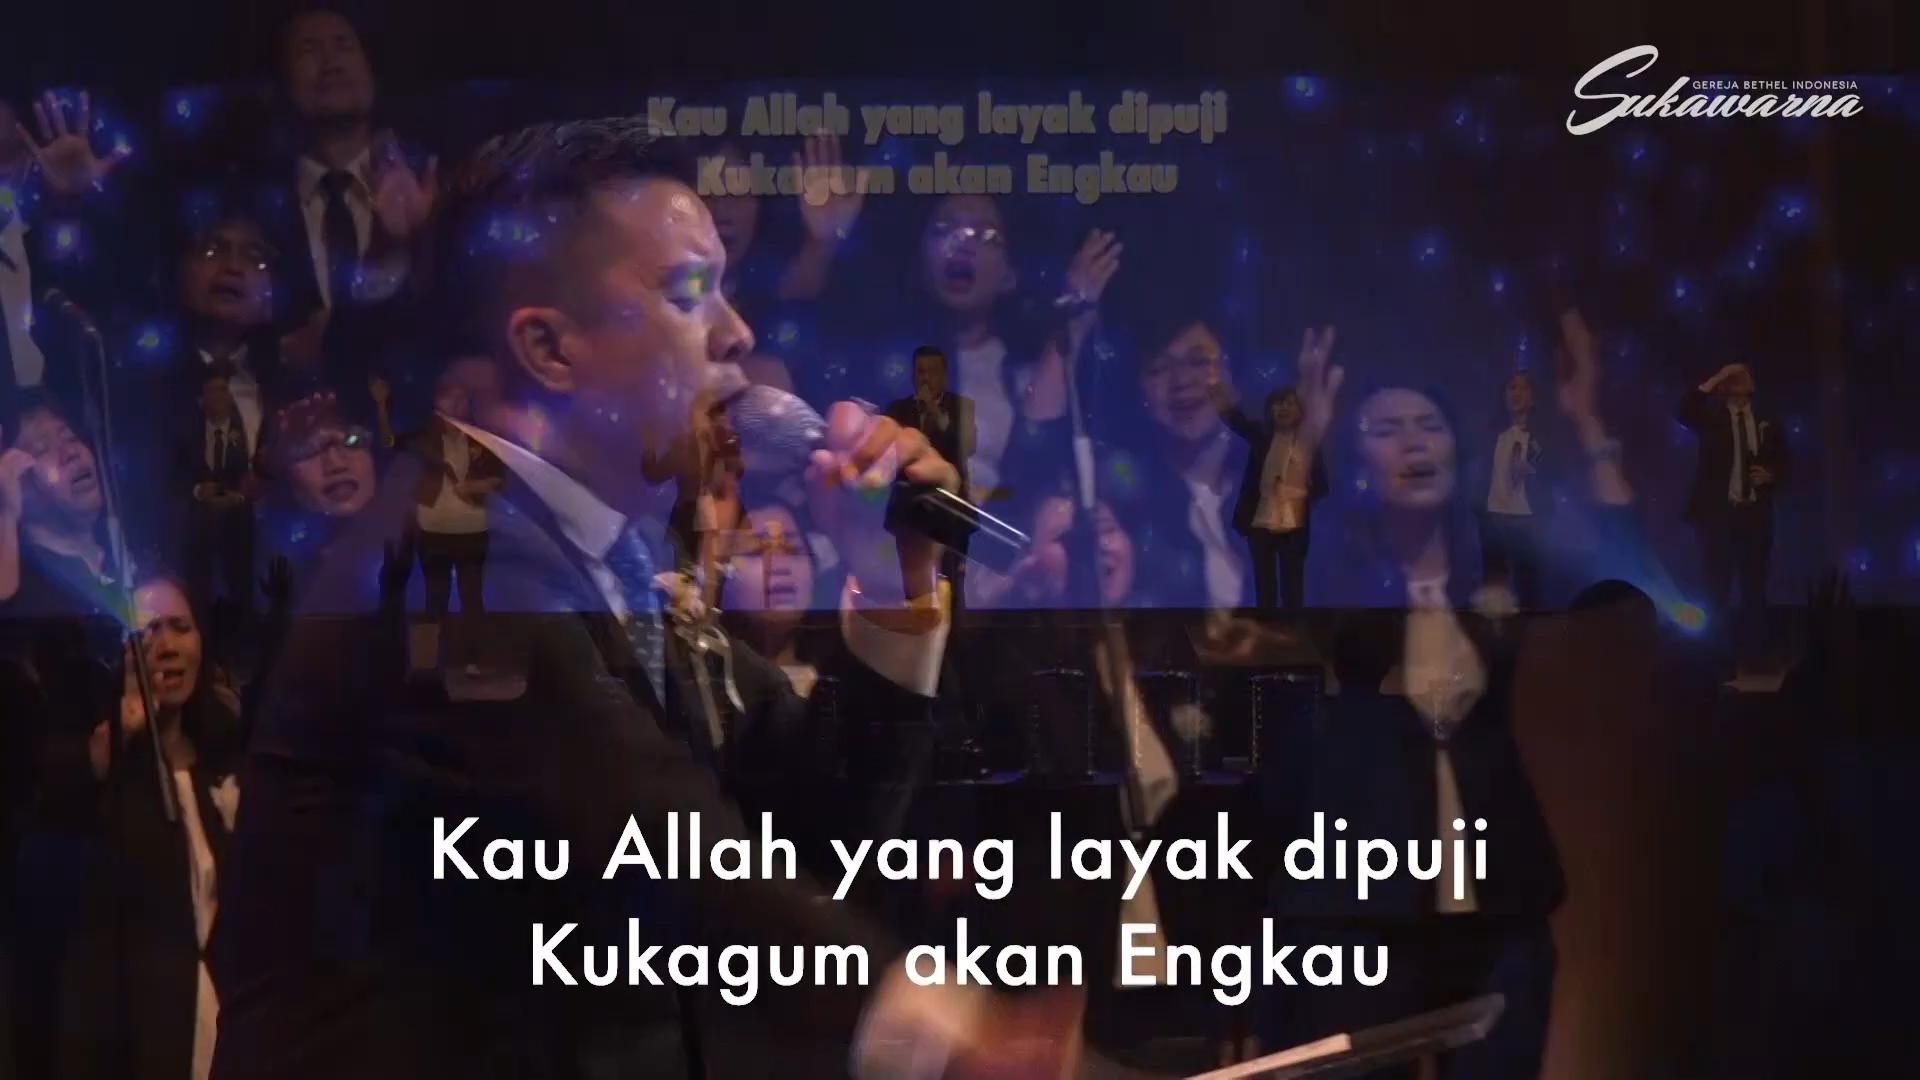 GEREJA BETHEL INDONESIA
Sukawarna
Kau Allah yang layak dipuji
Kukagum akan Engkau
Kau Allah yang layak dipuji
Kukagum akan Engkau